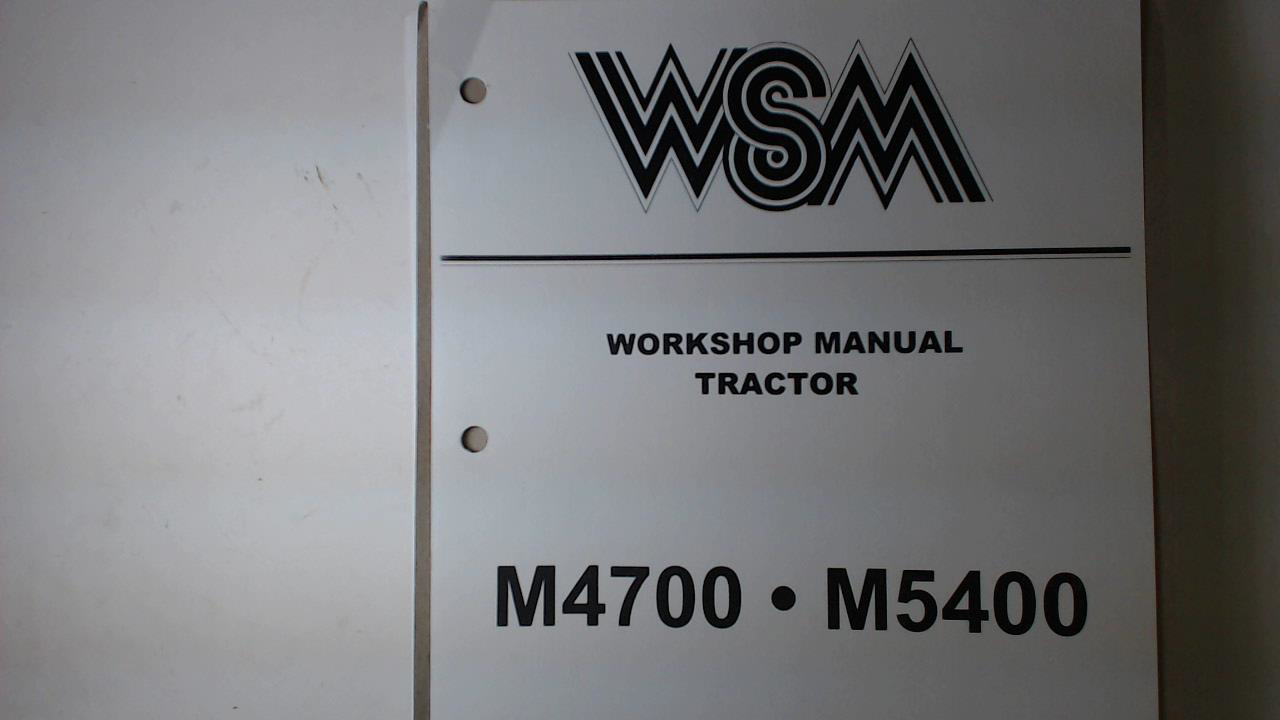 WSM
WORKSHOP MANUAL
TRACTOR
M4700 • M5400